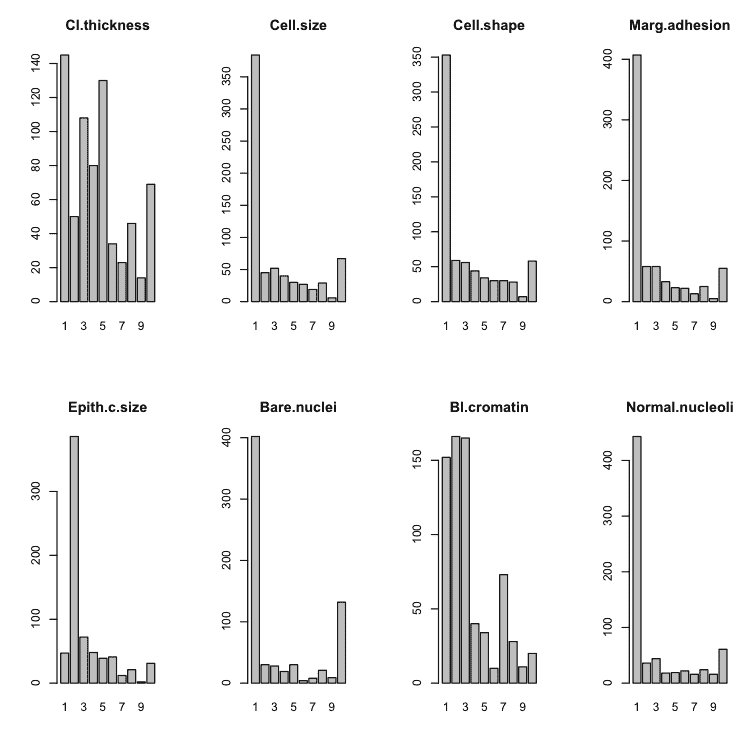 Cl.thickness Cell.size Cell.shape Marg.adhesion
0 20 40 60 80 100 120 140
0 50 100 150 200 250 300 350
0 50 100 150 200 250 300 350
0 100 200 300 400
1 3 5 7 9 1 3 5 7 9 1 3 5 7 9 1 3 5 7 9
Epith.c.size Bare.nuclei Bl.cromatin Normal.nucleoli
0 100 200 300
0 100 200 300 400
0 50 100 150
0 100 200 300 400
1 3 5 7 9 1 3 5 7 9 1 3 5 7 9 1 3 5 7 9